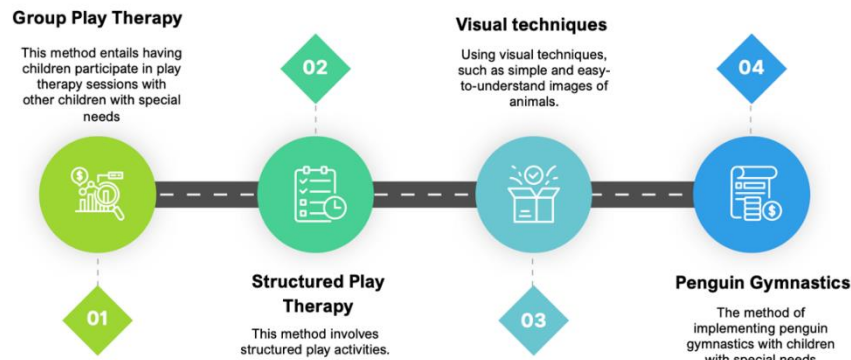 Group Play Therapy
This method entails having
children participate in play
therapy sessions with
other children with special
needs
01
02
Structured Play
Therapy
This method involves
structured play activities.
Visual techniques
Using visual techniques,
such as simple and easy-
to-understand images of
animals.
03
04
Penguin Gymnastics
The method of
implementing penguin
gymnastics with children
with special needs